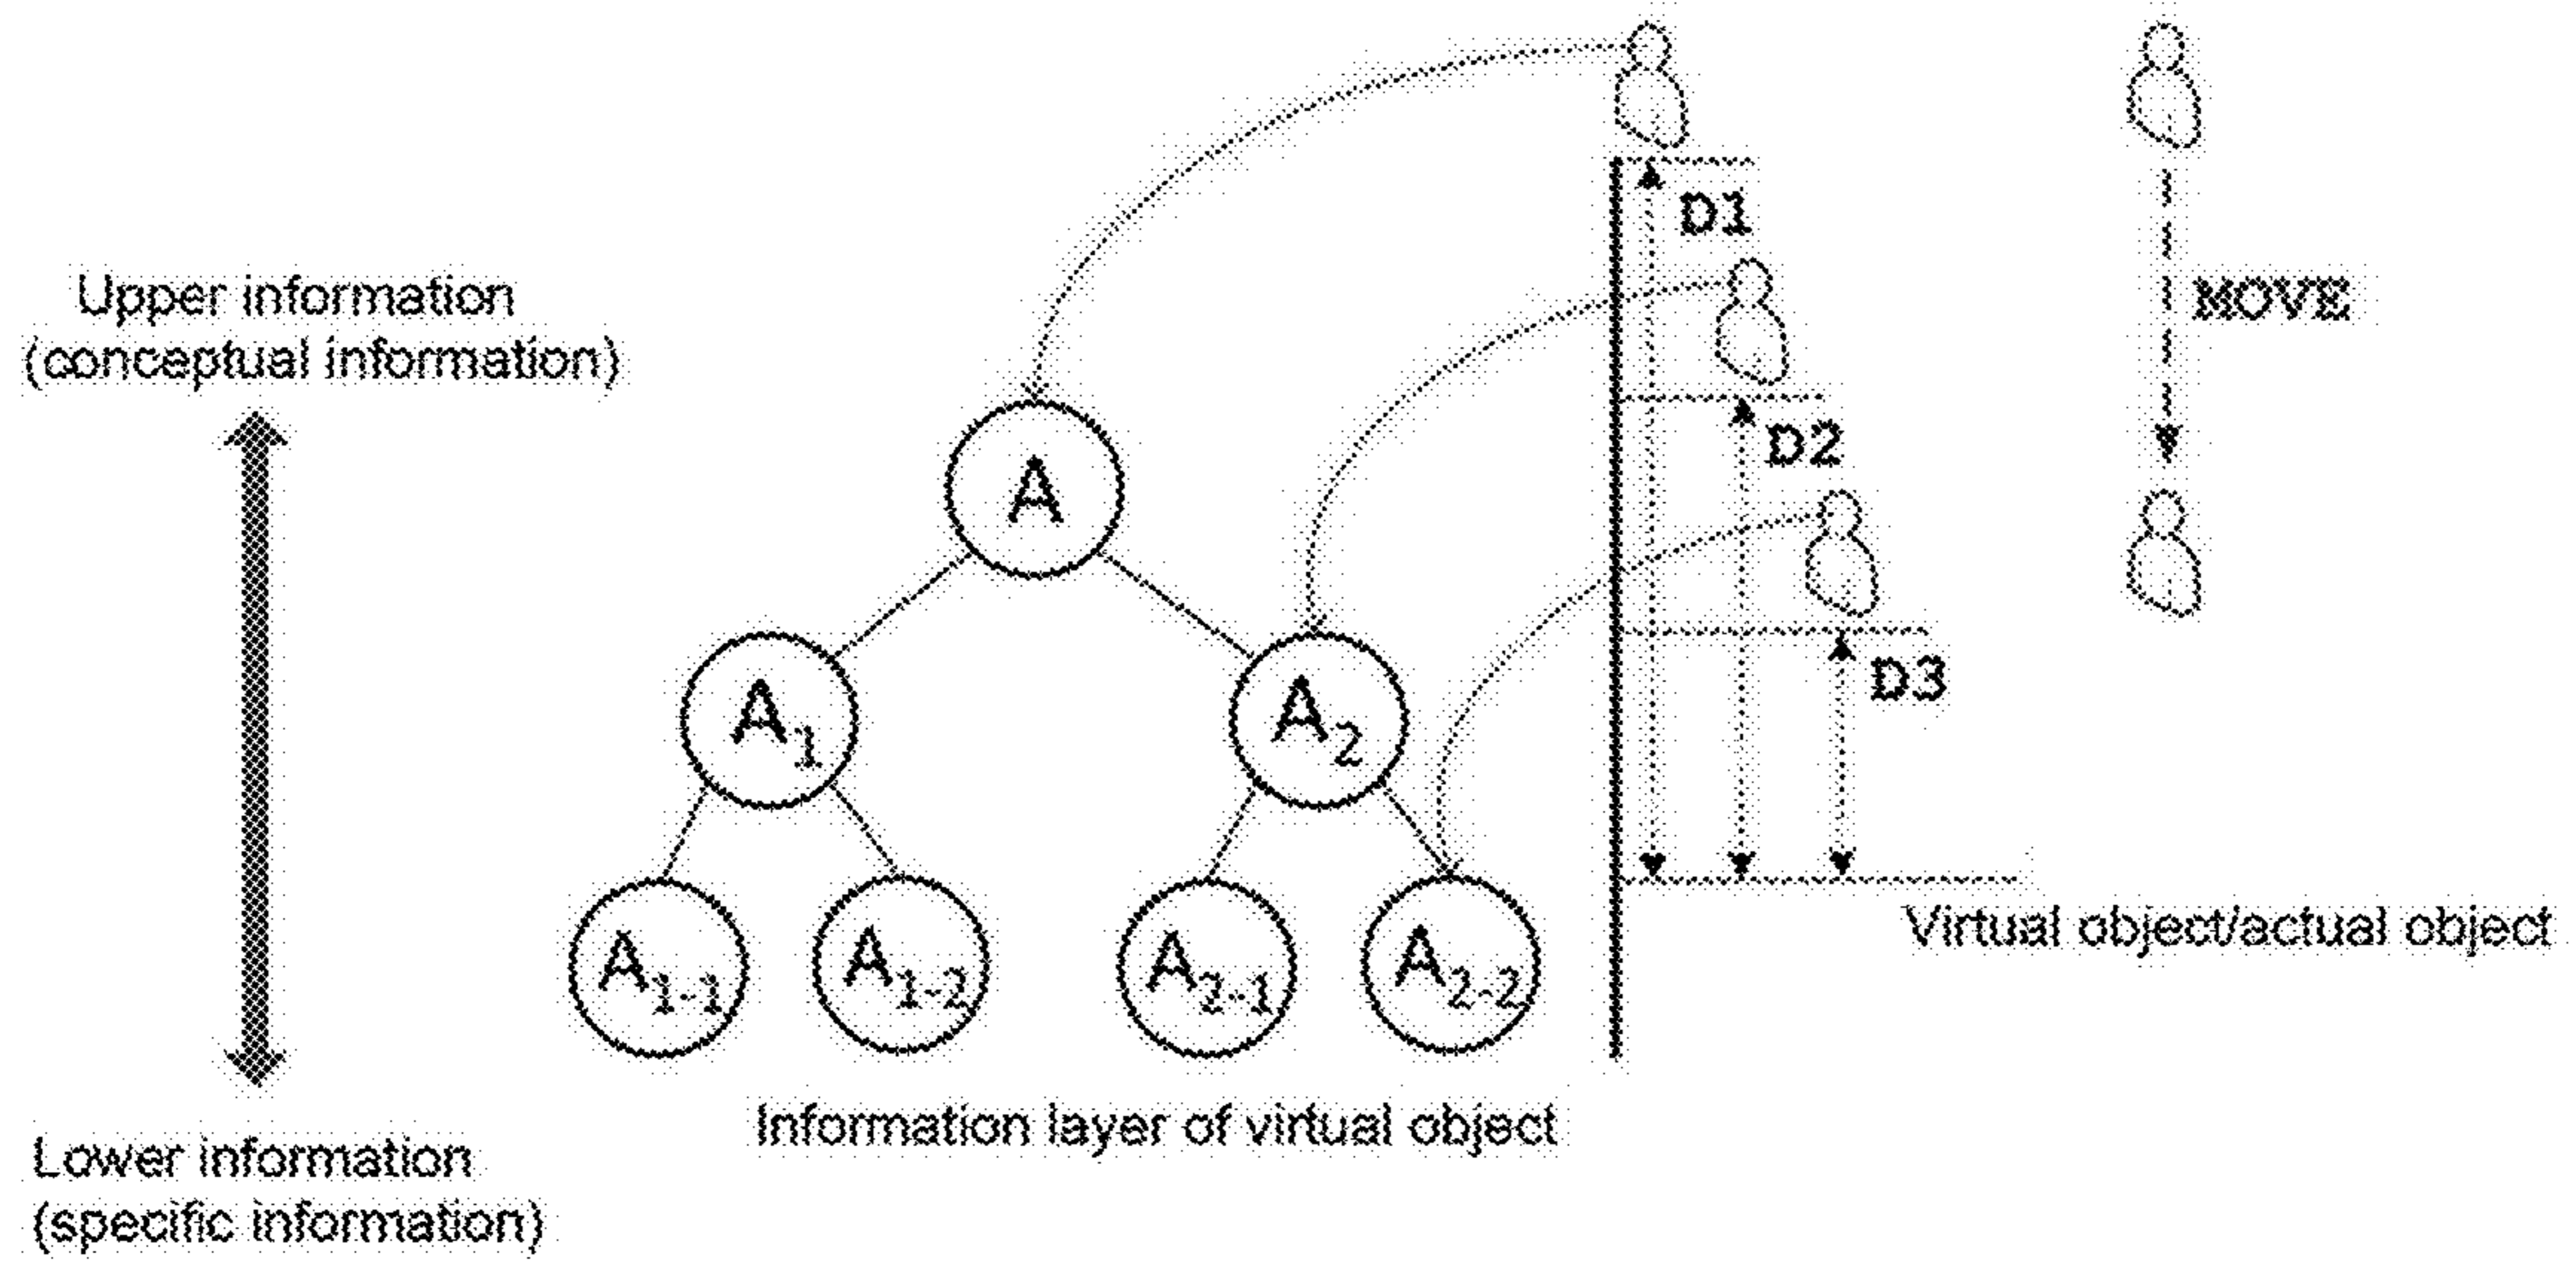 D1
Upper information
(conceptual information)
MOVE
D2
A
D3
A1
A2
Virtual object/actual object
A1-1
A1-2
A2-1
A2-2
Information layer of virtual object
Lower information
(specific information)